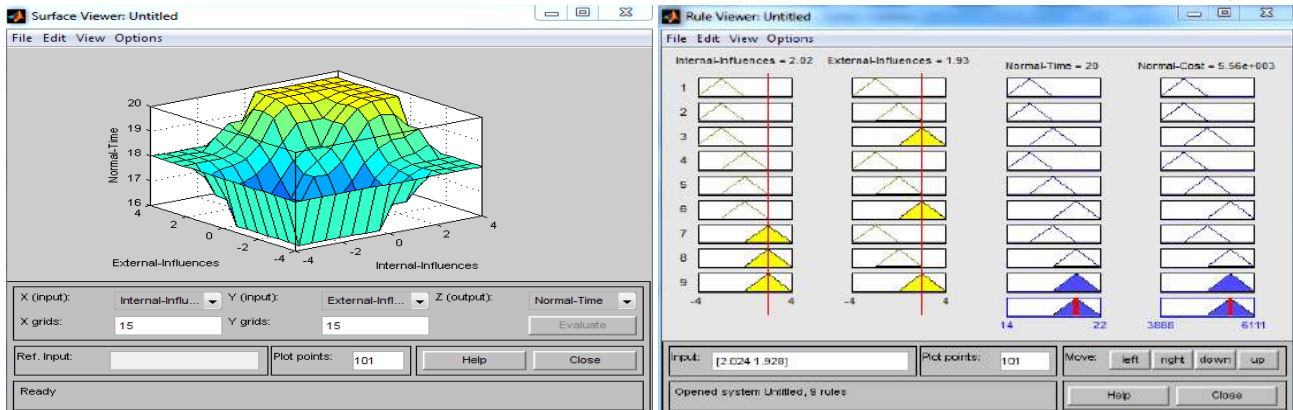 Surface Viewer: Untitled
File Edit View Options
20
19
18
17
16
Normal-Time
4
2
0
-2
-4
External-Influences
-4
-2
0
2
4
Internal-Influences
X (input): Internal-Influ... Y (input): External-Infl... Z (output): Normal-Time
X grids: 15 Y grids: 15 Evaluate
Ref. Input: Plot points: 101 Help Close
Ready
Rule Viewer: Untitled
File Edit View Options
Internal-Influences = 2.02 External-Influences = 1.93 Normal-Time = 20 Normal-Cost = 5.56e+003
1
2
3
4
5
6
7
8
9
-4 4 -4 4
14 22 3888 6111
Input: [2.024 1.928] Plot points: 101 Move: left right down up
Opened system Untitled, 9 rules Help Close